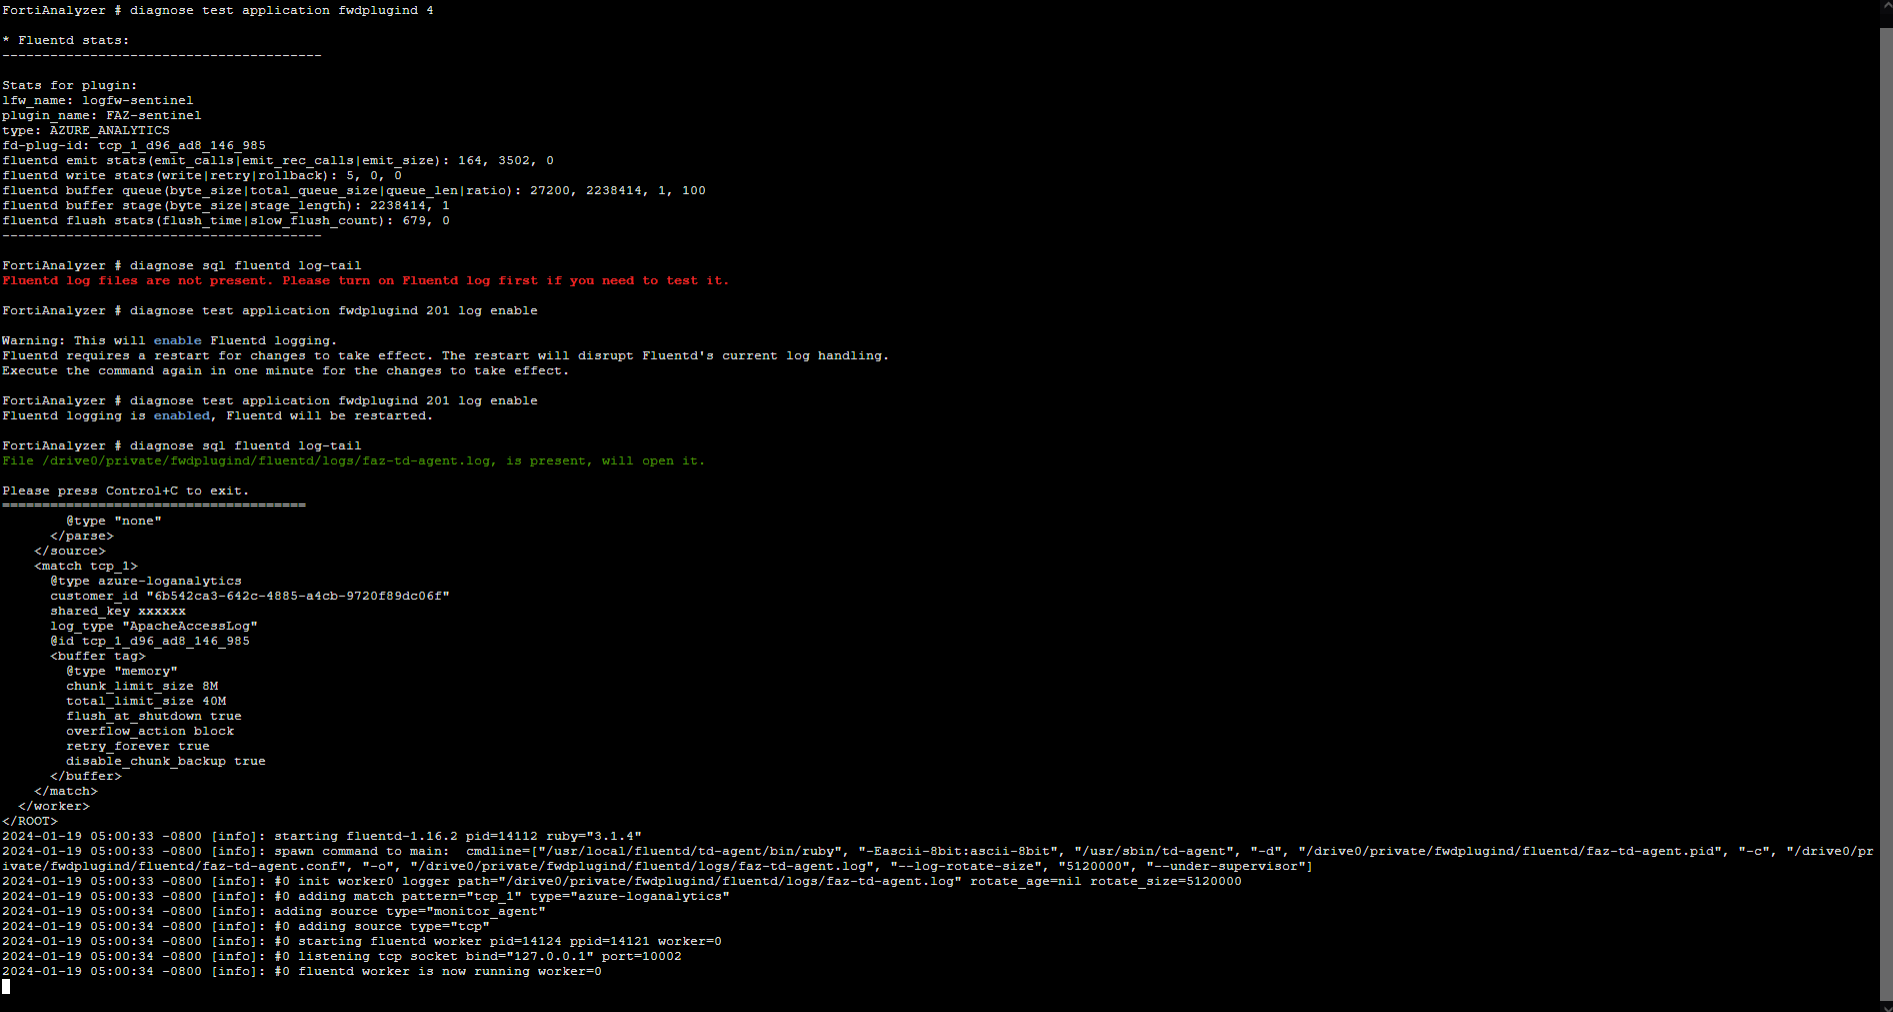 FortiAnalyzer # diagnose test application fwdplugind 4
* Fluentd stats:
----------------------------------------
Stats for plugin:
lfw_name: logfw-sentinel
plugin_name: FAZ-sentinel
type: AZURE_ANALYTICS
fd-plug-id: tcp_1_d96_ad8_146_985
fluentd emit stats(emit_calls|emit_rec_calls|emit_size): 164, 3502, 0
fluentd write stats(write|retry|rollback): 5, 0, 0
fluentd buffer queue(byte_size|total_queue_size|queue_len|ratio): 27200, 2238414, 1, 100
fluentd buffer stage(byte_size|stage_length): 2238414, 1
fluentd flush stats(flush_time|slow_flush_count): 679, 0
----------------------------------------
FortiAnalyzer # diagnose sql fluentd log-tail
Fluentd log files are not present. Please turn on Fluentd log first if you need to test it.
FortiAnalyzer # diagnose test application fwdplugind 201 log enable
Warning: This will enable Fluentd logging.
Fluentd requires a restart for changes to take effect. The restart will disrupt Fluentd's current log handling.
Execute the command again in one minute for the changes to take effect.
FortiAnalyzer # diagnose test application fwdplugind 201 log enable
Fluentd logging is enabled, Fluentd will be restarted.
FortiAnalyzer # diagnose sql fluentd log-tail
File /drive0/private/fwdplugind/fluentd/logs/faz-td-agent.log, is present, will open it.
Please press Control+C to exit.
======================================
@type "none"
</parse>
</source>
<match tcp_1>
@type azure-loganalytics
customer_id "6b542ca3-642c-4885-a4cb-9720f89dc06f"
shared_key xxxxxx
log_type "ApacheAccessLog"
@id tcp_1_d96_ad8_146_985
<buffer tag>
@type "memory"
chunk_limit_size 8M
total_limit_size 40M
flush_at_shutdown true
overflow_action block
retry_forever true
disable_chunk_backup true
</buffer>
</match>
</worker>
</ROOT>
2024-01-19 05:00:33 -0800 [info]: starting fluentd-1.16.2 pid=14112 ruby="3.1.4"
2024-01-19 05:00:33 -0800 [info]: spawn command to main:  cmdline=["/usr/local/fluentd/td-agent/bin/ruby", "-Eascii-8bit:ascii-8bit", "/usr/sbin/td-agent", "-d", "/drive0/private/fwdplugind/fluentd/faz-td-agent.pid", "-c", "/drive0/pr
ivate/fwdplugind/fluentd/faz-td-agent.conf", "-o", "/drive0/private/fwdplugind/fluentd/logs/faz-td-agent.log", "--log-rotate-size", "5120000", "--under-supervisor"]
2024-01-19 05:00:33 -0800 [info]: #0 init worker0 logger path="/drive0/private/fwdplugind/fluentd/logs/faz-td-agent.log" rotate_age=nil rotate_size=5120000
2024-01-19 05:00:33 -0800 [info]: #0 adding match pattern="tcp_1" type="azure-loganalytics"
2024-01-19 05:00:34 -0800 [info]: adding source type="monitor_agent"
2024-01-19 05:00:34 -0800 [info]: #0 adding source type="tcp"
2024-01-19 05:00:34 -0800 [info]: #0 starting fluentd worker pid=14124 ppid=14121 worker=0
2024-01-19 05:00:34 -0800 [info]: #0 listening tcp socket bind="127.0.0.1" port=10002
2024-01-19 05:00:34 -0800 [info]: #0 fluentd worker is now running worker=0